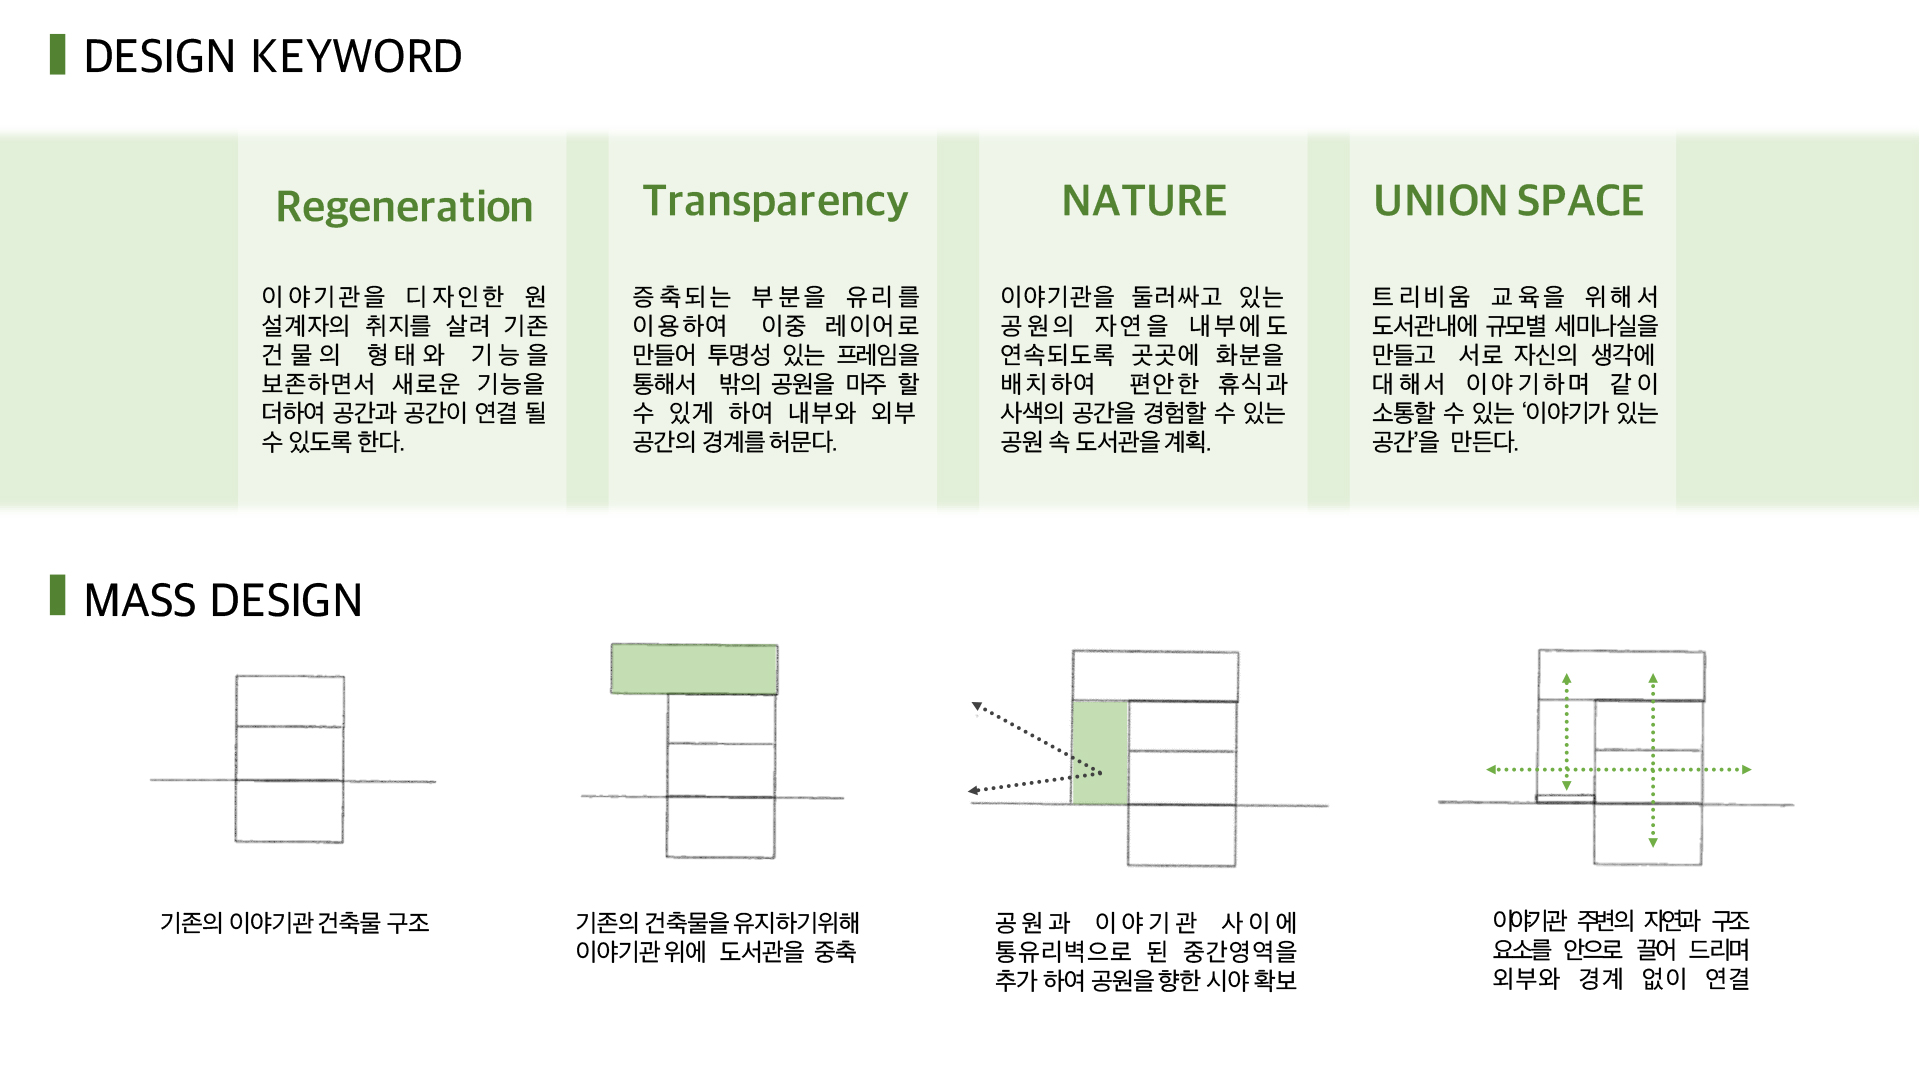 DESIGN KEYWORD
Regeneration
이야기관을 디자인한 원
설계자의 취지를 살려 기존
건물의 형태와 기능을
보존하면서 새로운 기능을
더하여 공간과 공간이 연결 될
수 있도록 한다.
Transparency
증축되는 부분을 유리를
이용하여 이중 레이어로
만들어 투명성 있는 프레임을
통해서 밖의 공원을 마주 할
수 있게 하여 내부와 외부
공간의 경계를 허문다.
NATURE
이야기관을 둘러싸고 있는
공원의 자연을 내부에도
연속되도록 곳곳에 화분을
배치하여 편안한 휴식과
사색의 공간을 경험할 수 있는
공원 속 도서관을 계획.
UNION SPACE
트리비움 교육을 위해서
도서관내에 규모별 세미나실을
만들고 서로 자신의 생각에
대해서 이야기하며 같이
소통할 수 있는 ‘이야기가 있는
공간’을 만든다.
MASS DESIGN
기존의 이야기관 건축물 구조
기존의 건축물을 유지하기위해
이야기관 위에 도서관을 중축
공원과 이야기관 사이에
통유리벽으로 된 중간영역을
추가 하여 공원을 향한 시야 확보
이야기관 주변의 자연과 구조
요소를 안으로 끌어 드리며
외부와 경계 없이 연결